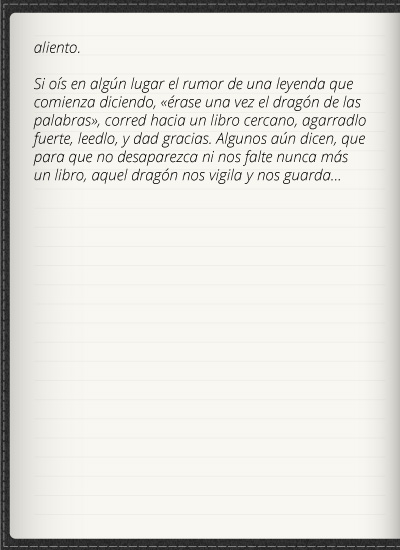 aliento.
Si oís en algún lugar el rumor de una leyenda que
comienza diciendo, «érase una vez el dragón de las
palabras», corred hacia un libro cercano, agarradlo
fuerte, leedlo, y dad gracias. Algunos aún dicen, que
para que no desaparezca ni nos falte nunca más
un libro, aquel dragón nos vigila y nos guarda...